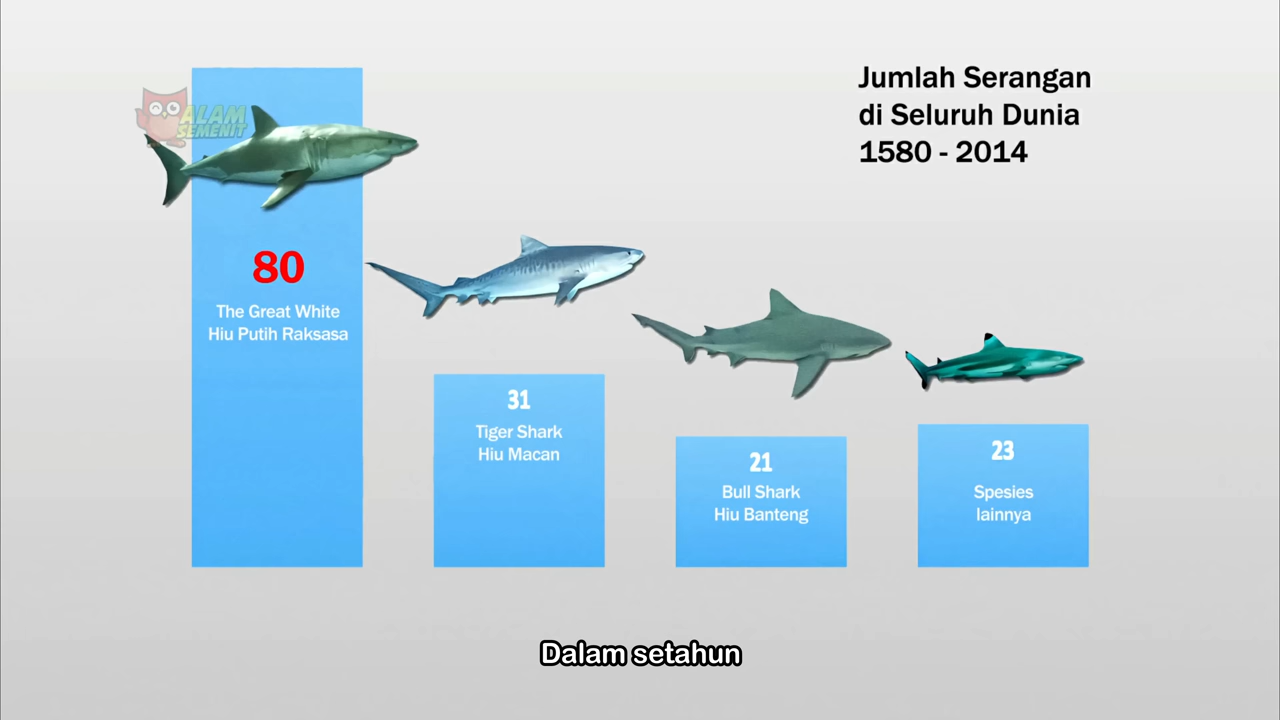 Jumlah Serangan
di Seluruh Dunia
1580 - 2014
ALAM
SEMENIT
80
The Great White
Hiu Putih Raksasa
31
Tiger Shark
Hiu Macan
21
Bull Shark
Hiu Banteng
23
Spesies
lainnya
Dalam setahun